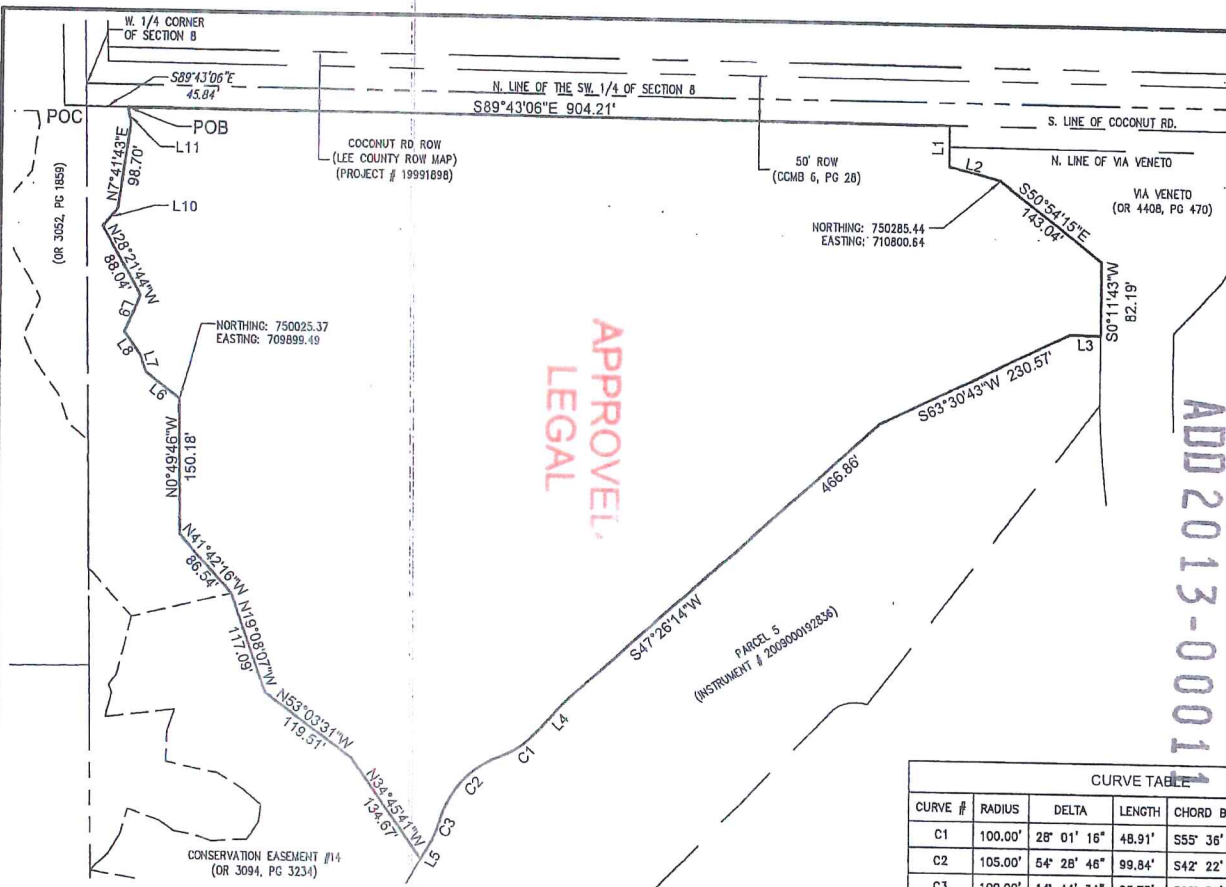 W. 1/4 CORNER
OF SECTION 8
S89°43'06"E
45.84'
N. LINE OF THE SW. 1/4 OF SECTION 8
S89°43'06"E 904.21'
POC
POB
L11
S. LINE OF COCONUT RD.
COCONUT RD ROW
(LEE COUNTY ROW MAP)
(PROJECT # 19991898)
50' ROW
(CCMB 6, PG 28)
L1
N. LINE OF VIA VENETO
L2
VIA VENETO
(OR 4408, PG 470)
N7°41'43"E
98.70'
L10
(OR 3052, PG 1859)
S50°54'15"E
143.04'
NORTHING: 750285.44
EASTING: 710800.64
N28°21'44"W
88.04'
S0°11'43"W
82.19'
L3
L8
L7
L6
NORTHING: 750025.37
EASTING: 709899.49
APPROVED
LEGAL
S63°30'43"W 230.57'
466.86'
S47°26'14"W
N0°49'46"W
150.18'
ADD2013-00011
N41°42'16"W
86.54'
N19°08'07"W
117.09'
PARCEL 5
(INSTRUMENT # 2009000192836)
N53°03'31"W
119.51'
L4
C1
C2
C3
L5
N34°45'41"W
134.67'
CONSERVATION EASEMENT #14
(OR 3094, PG 3234)
CURVE TABLE
CURVE # RADIUS DELTA LENGTH CHORD B
C1 100.00' 28° 01' 16" 48.91' S55° 36'
C2 105.00' 54° 28' 46" 99.84' S42° 22'
C3